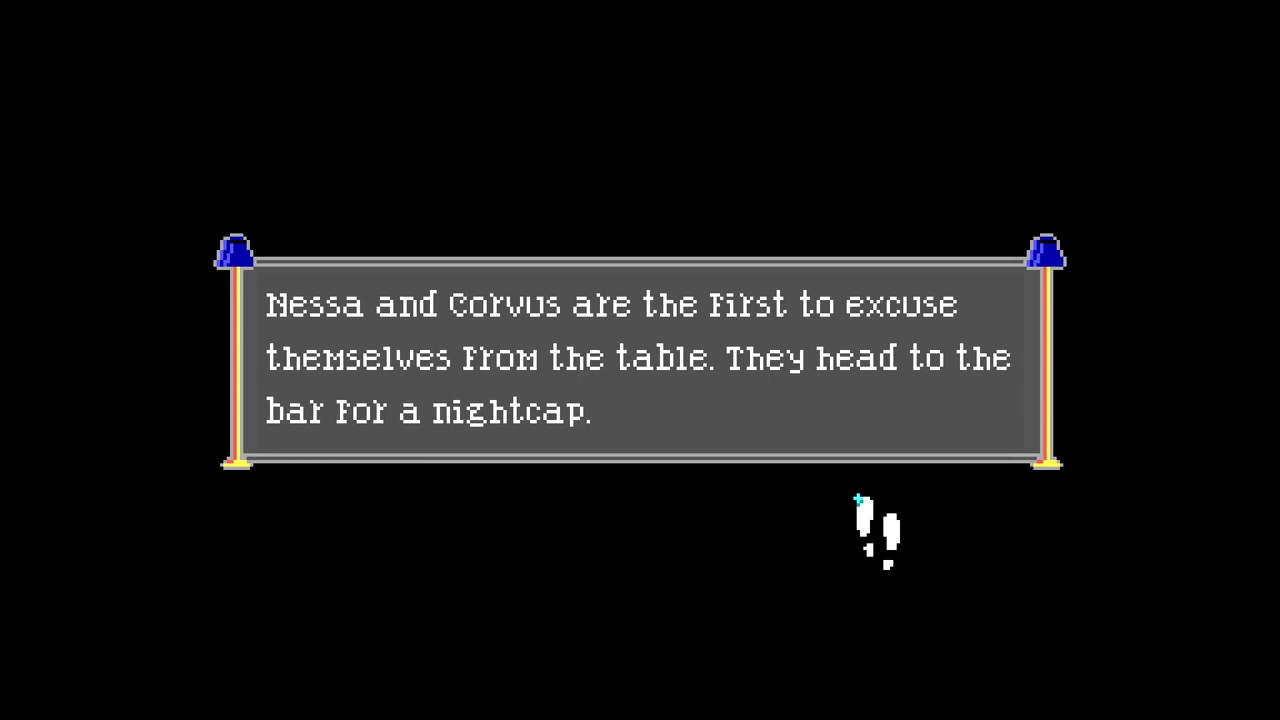 Nessa and Corvus are the first to excuse
themselves from the table. They head to the
bar for a nightcap.